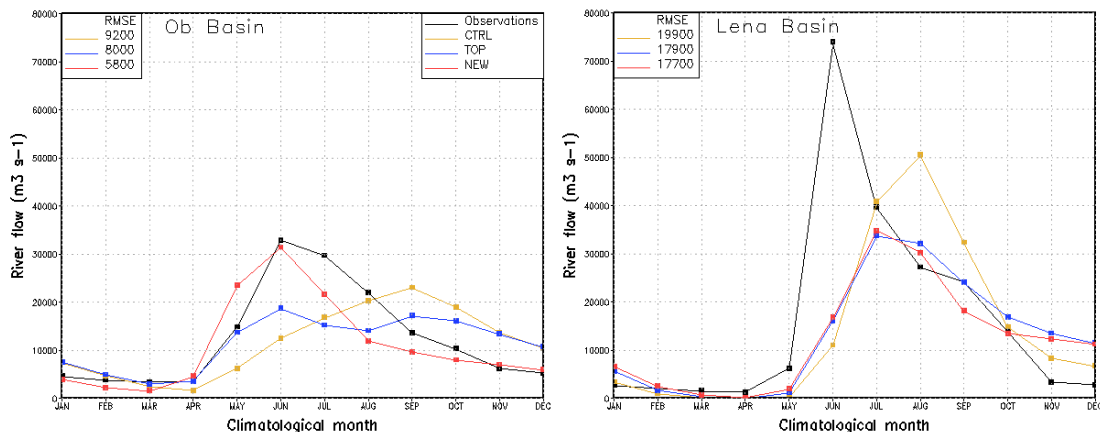 Ob Basin
RMSE
9200
8000
5800
Observations
CTRL
TOP
NEW
80000
70000
60000
50000
40000
30000
20000
10000
0
River flow (m3 s-1)
JAN FEB MAR APR MAY JUN JUL AUG SEP OCT NOV DEC
Climatological month
Lena Basin
RMSE
19900
17900
17700
80000
70000
60000
50000
40000
30000
20000
10000
0
River flow (m3 s-1)
JAN FEB MAR APR MAY JUN JUL AUG SEP OCT NOV DEC
Climatological month